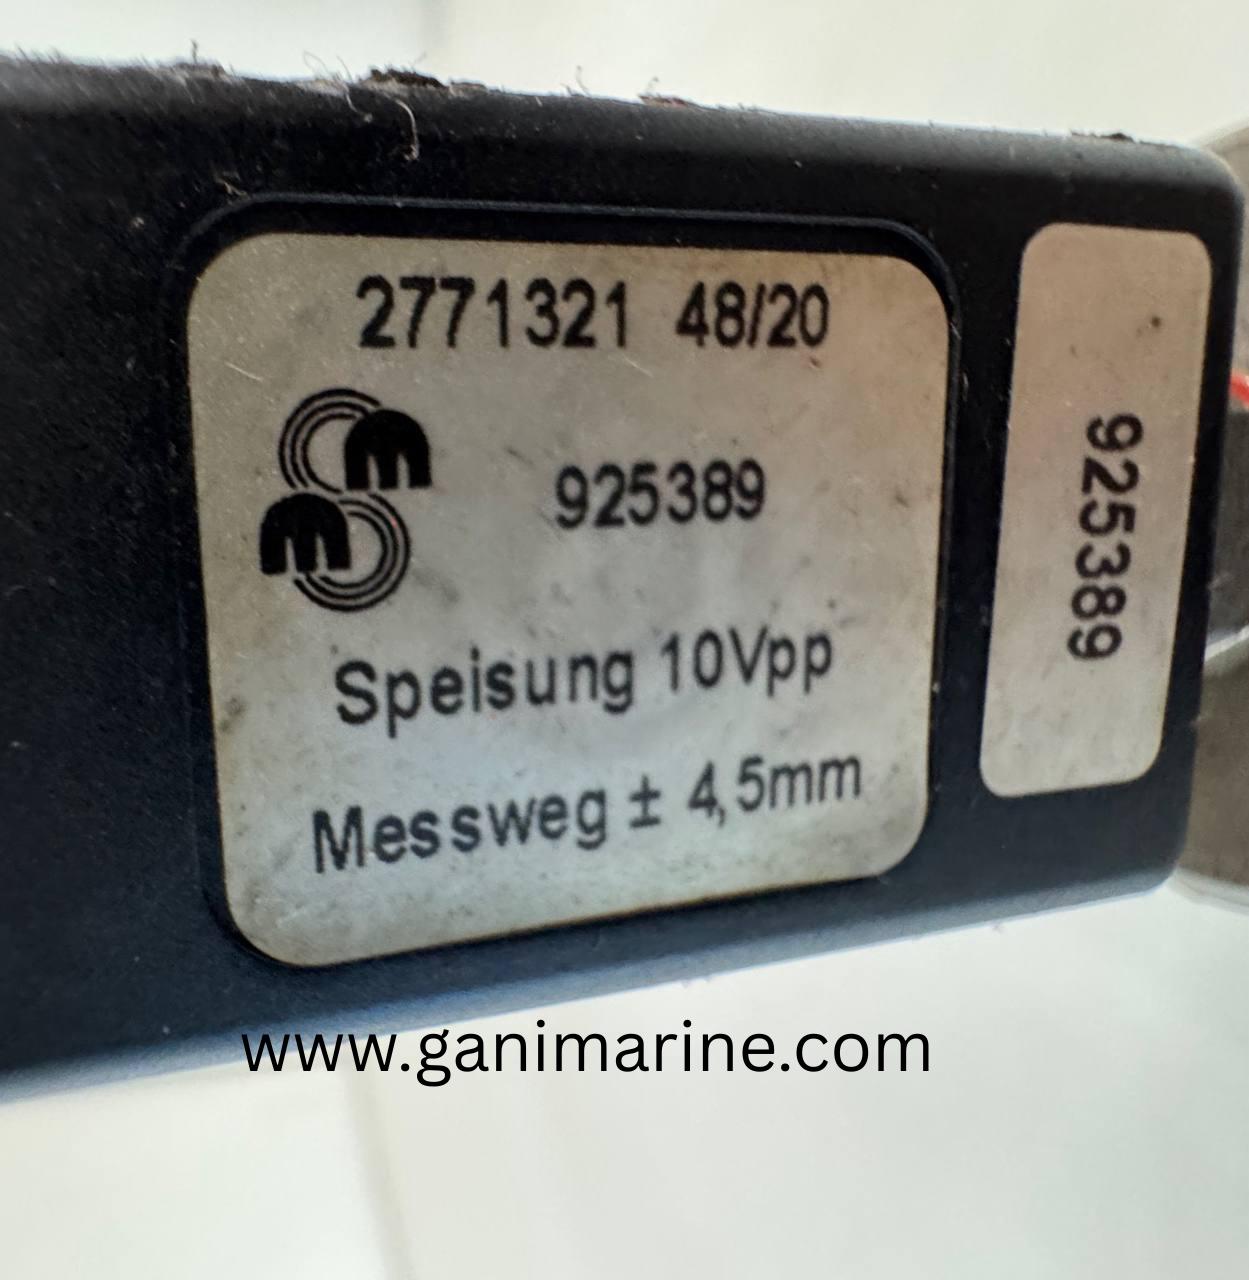 2771321 48/20
925389
Speisung 10Vpp
Messweg ± 4,5mm
925389
www.ganimarine.com